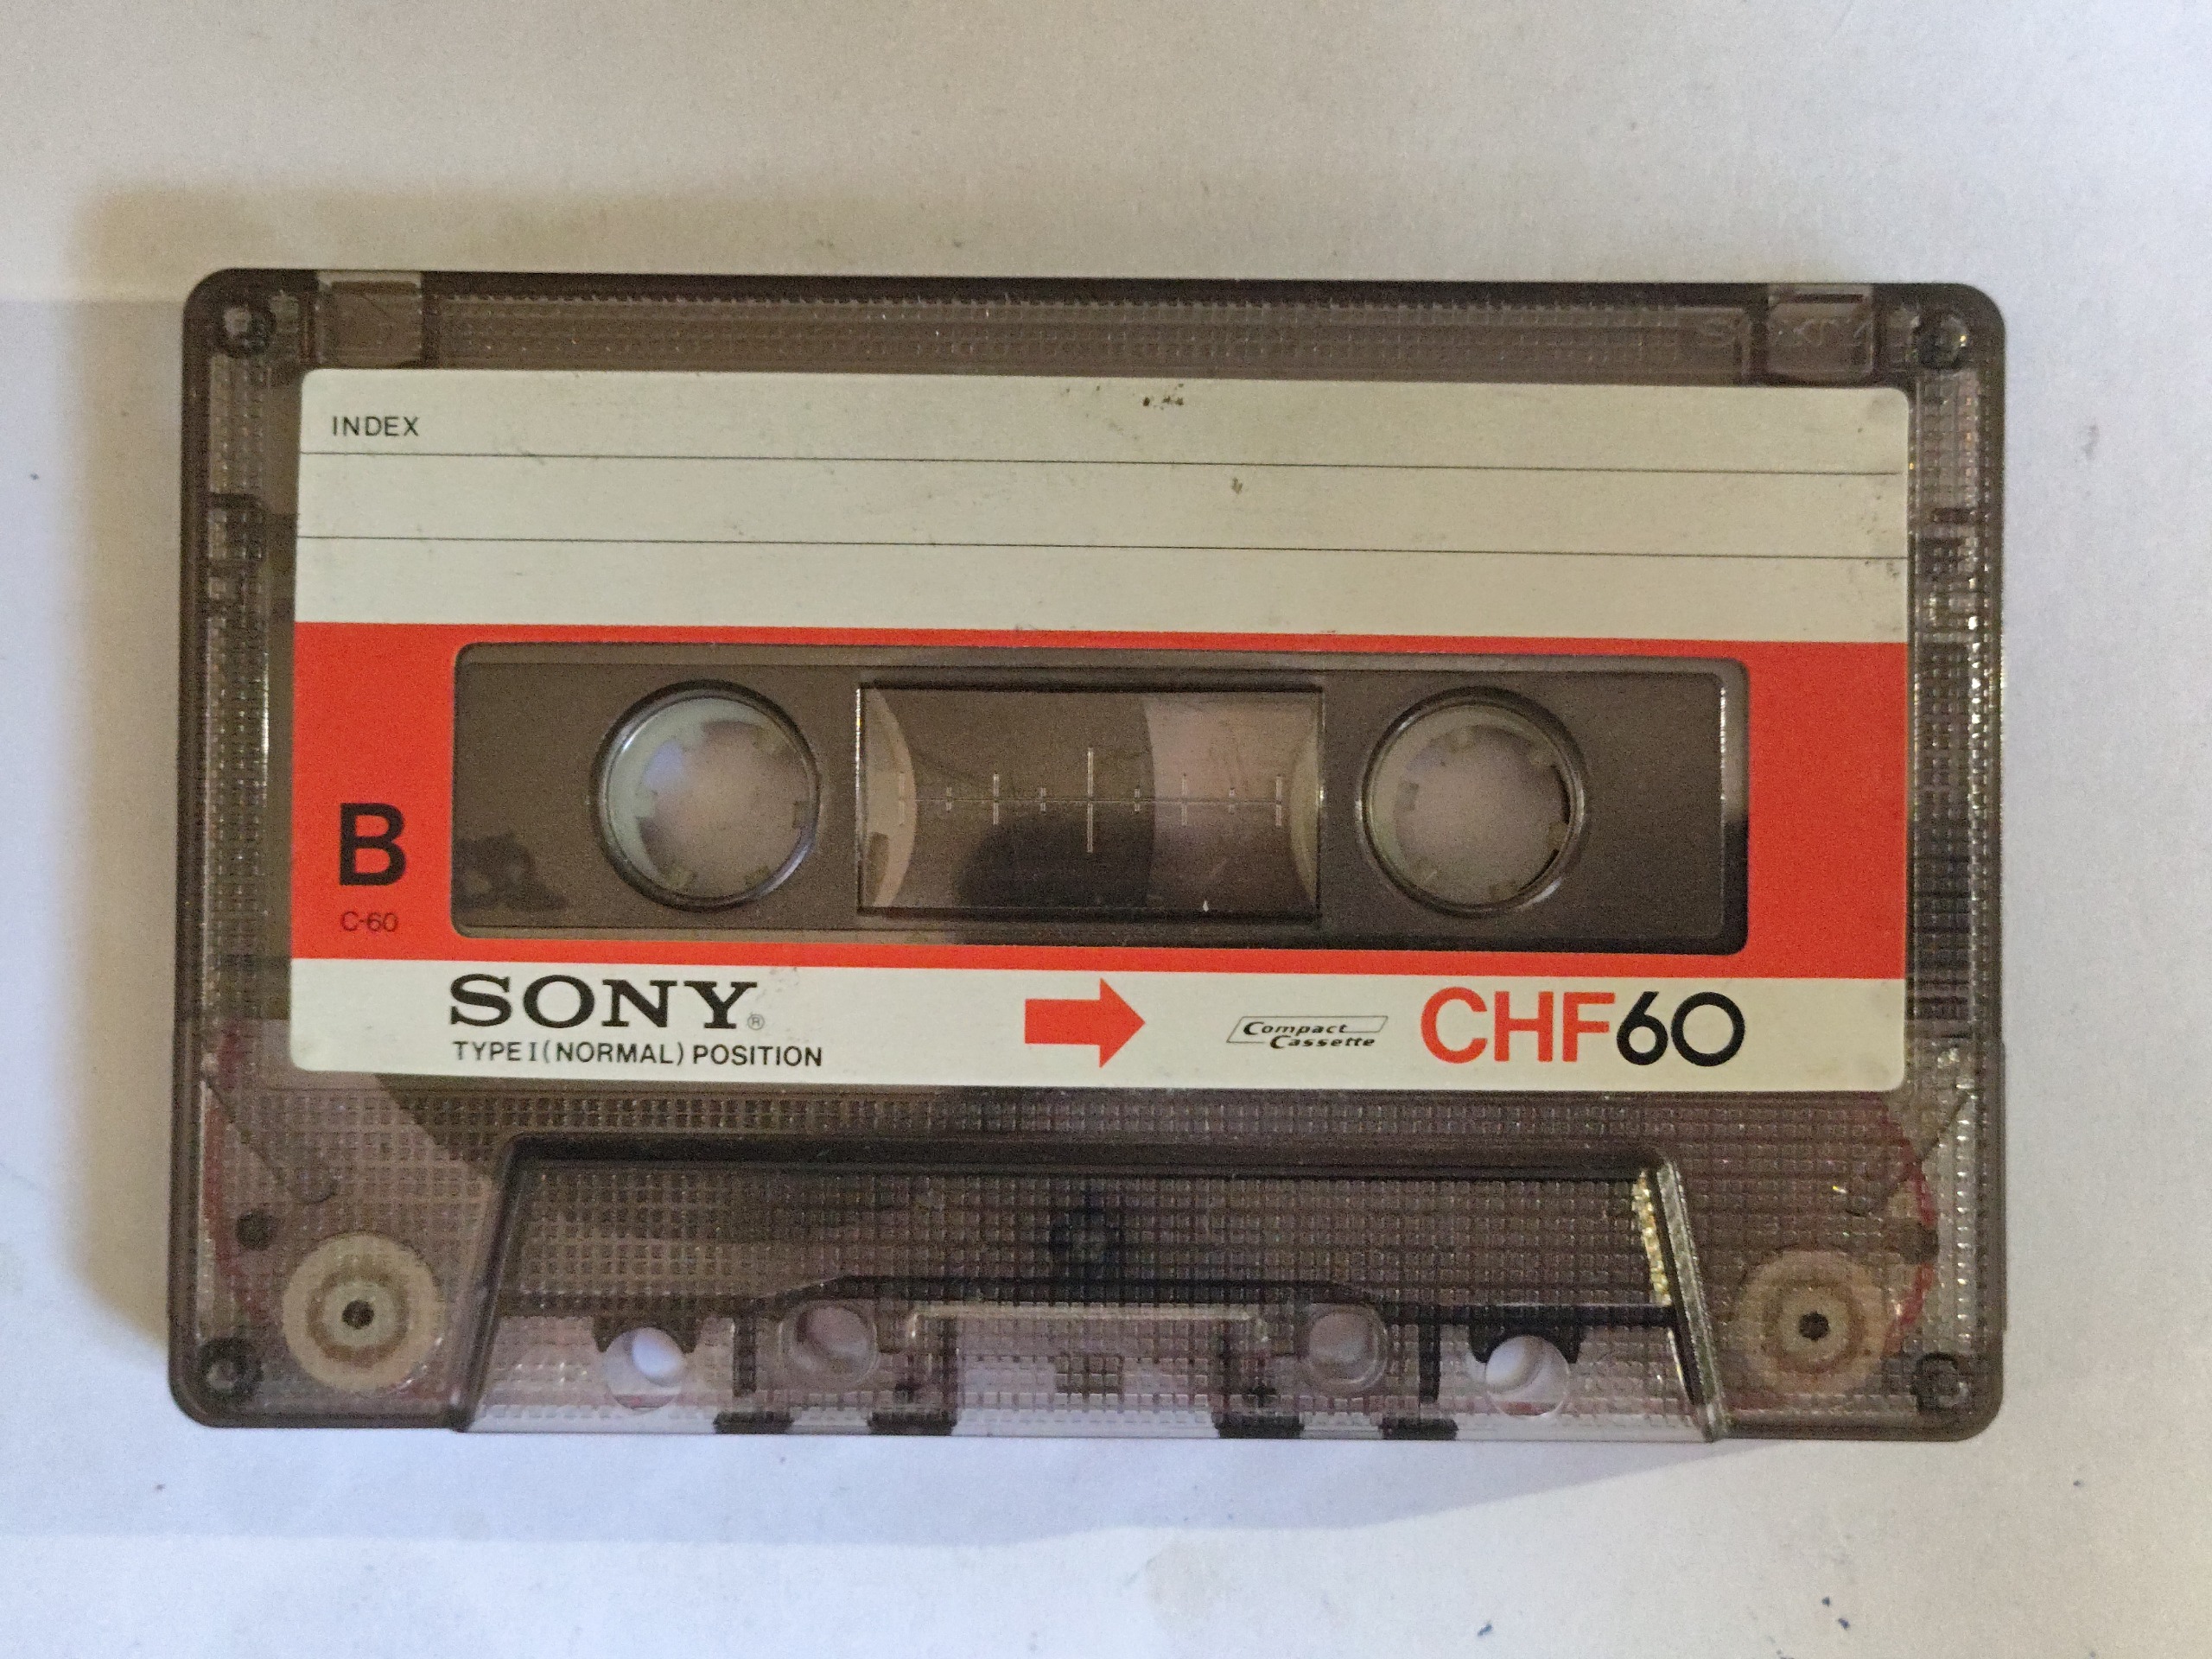 INDEX
B
C-60
SONY®
TYPE I (NORMAL) POSITION
Compact
Cassette
CHF60